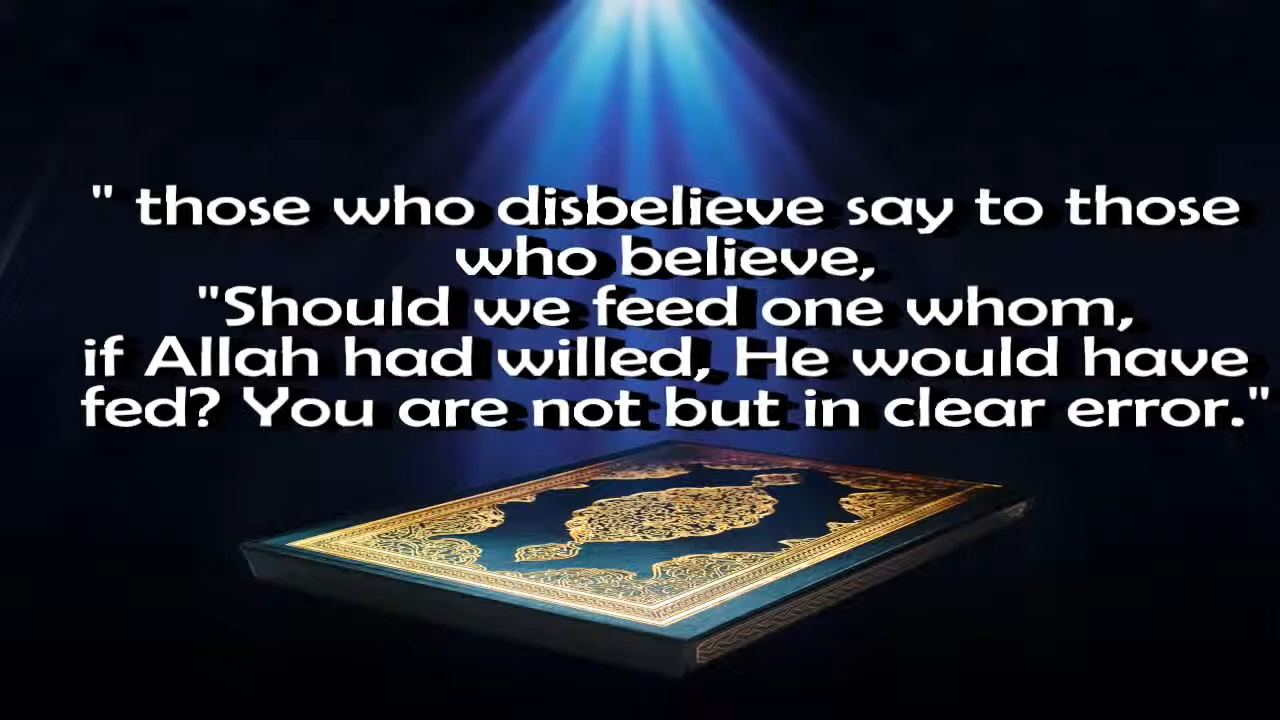 " those who disbelieve say to those
who believe,
"Should we feed one whom,
if Allah had willed, He would have
fed? You are not but in clear error."